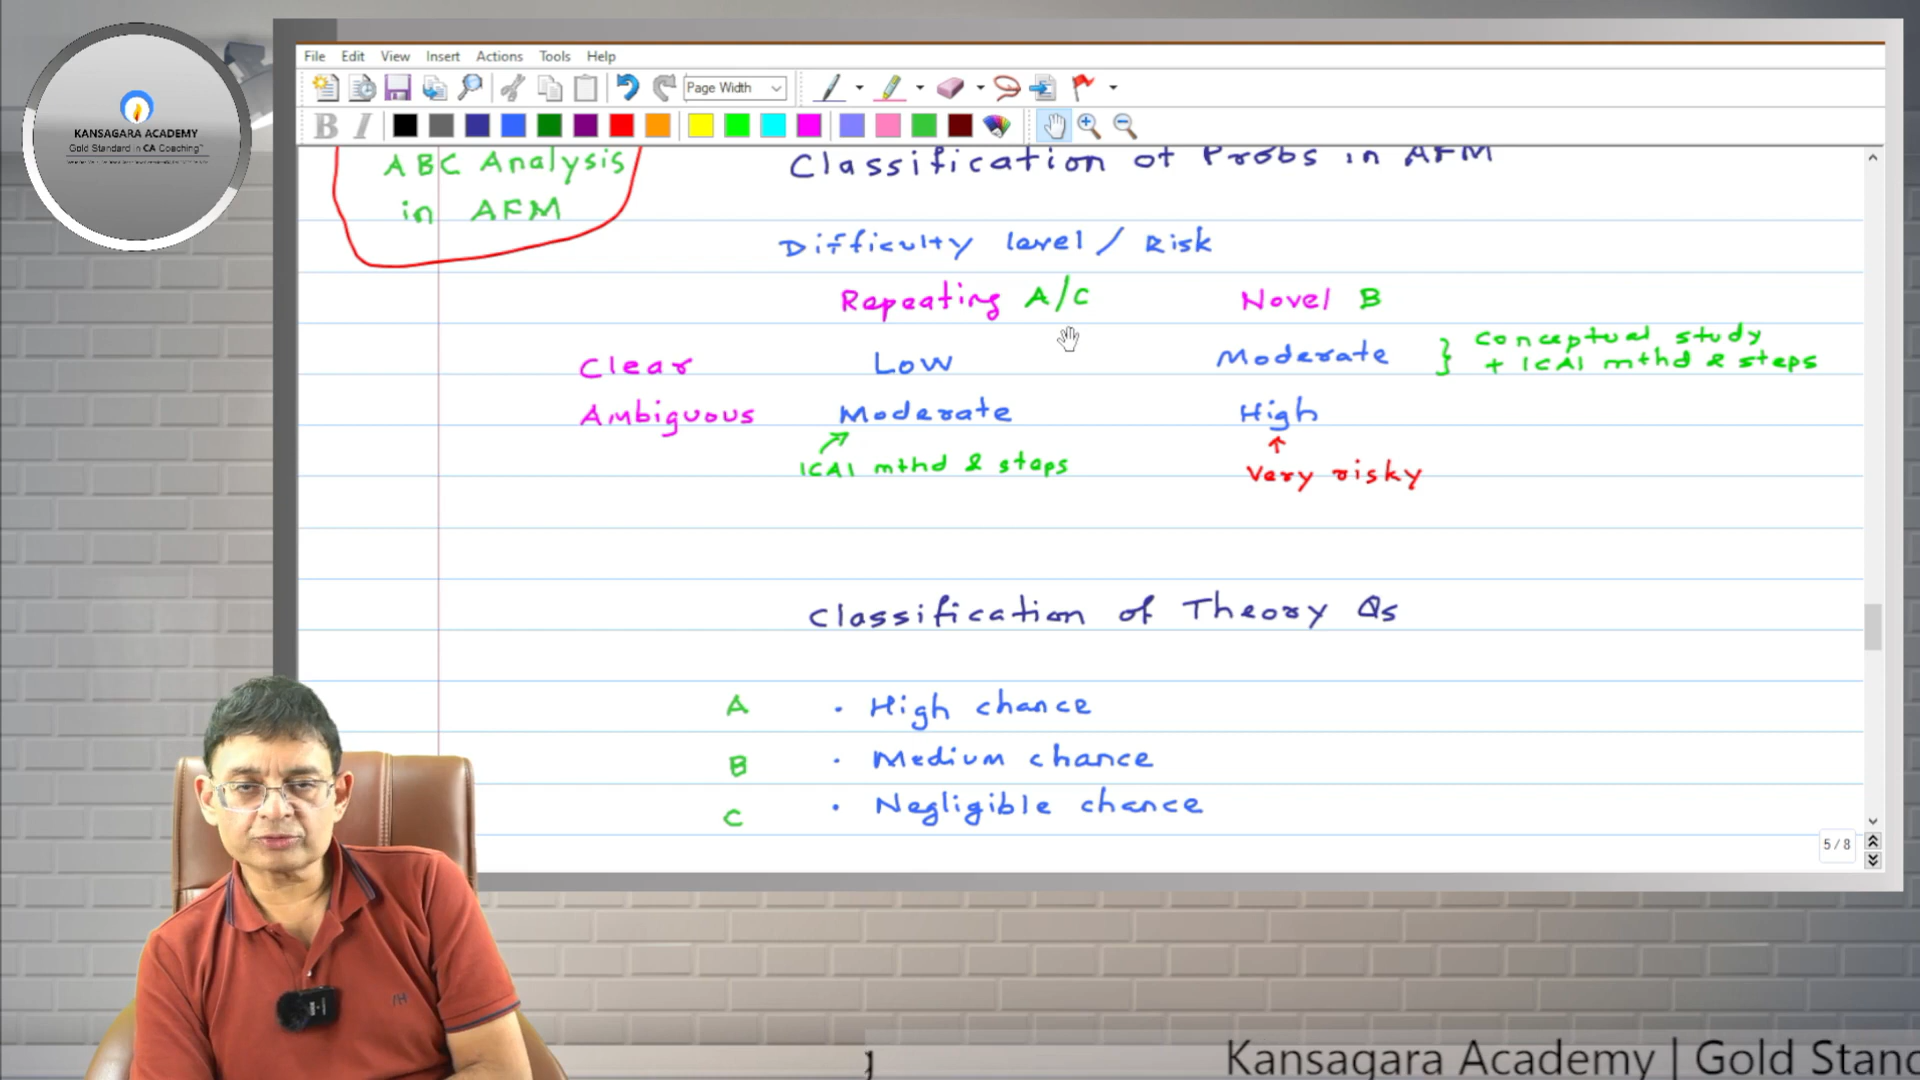 KANSAGARA ACADEMY
Gold Standard in CA Coaching™
File Edit View Insert Actions Tools Help
Page Width
B I
ABC Analysis
in AFM
Classification of Probs in AFM
Difficulty level / Risk
Repeating A/C Novel B
Clear Low Moderate } Conceptual study
+ ICAI mthd & steps
Ambiguous Moderate High
ICAI mthd & steps Very risky
Classification of Theory Qs
A • High chance
B • Medium chance
C • Negligible chance
5 / 8
Kansagara Academy | Gold Stand